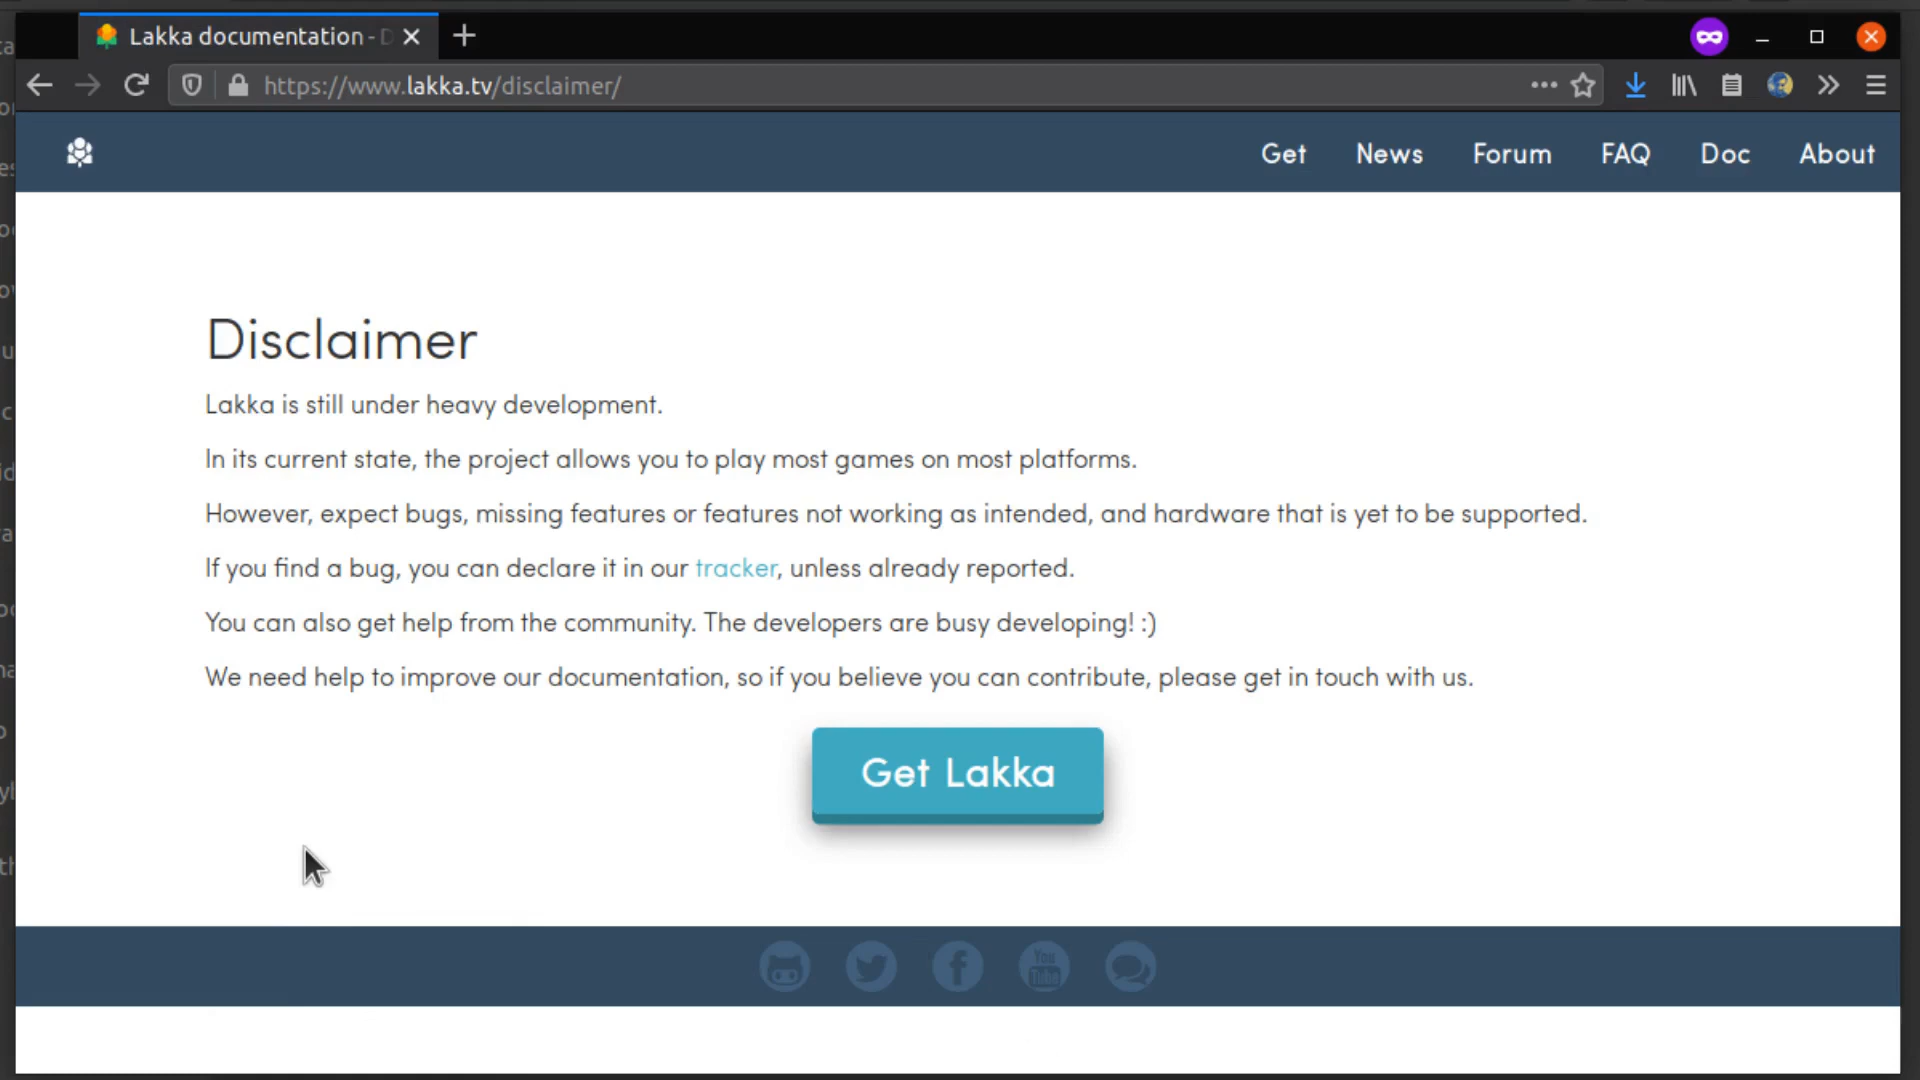 Lakka documentation - D
https://www.lakka.tv/disclaimer/
Get News Forum FAQ Doc About
Disclaimer
Lakka is still under heavy development.
In its current state, the project allows you to play most games on most platforms.
However, expect bugs, missing features or features not working as intended, and hardware that is yet to be supported.
If you find a bug, you can declare it in our tracker, unless already reported.
You can also get help from the community. The developers are busy developing! :)
We need help to improve our documentation, so if you believe you can contribute, please get in touch with us.
Get Lakka
You
Tube